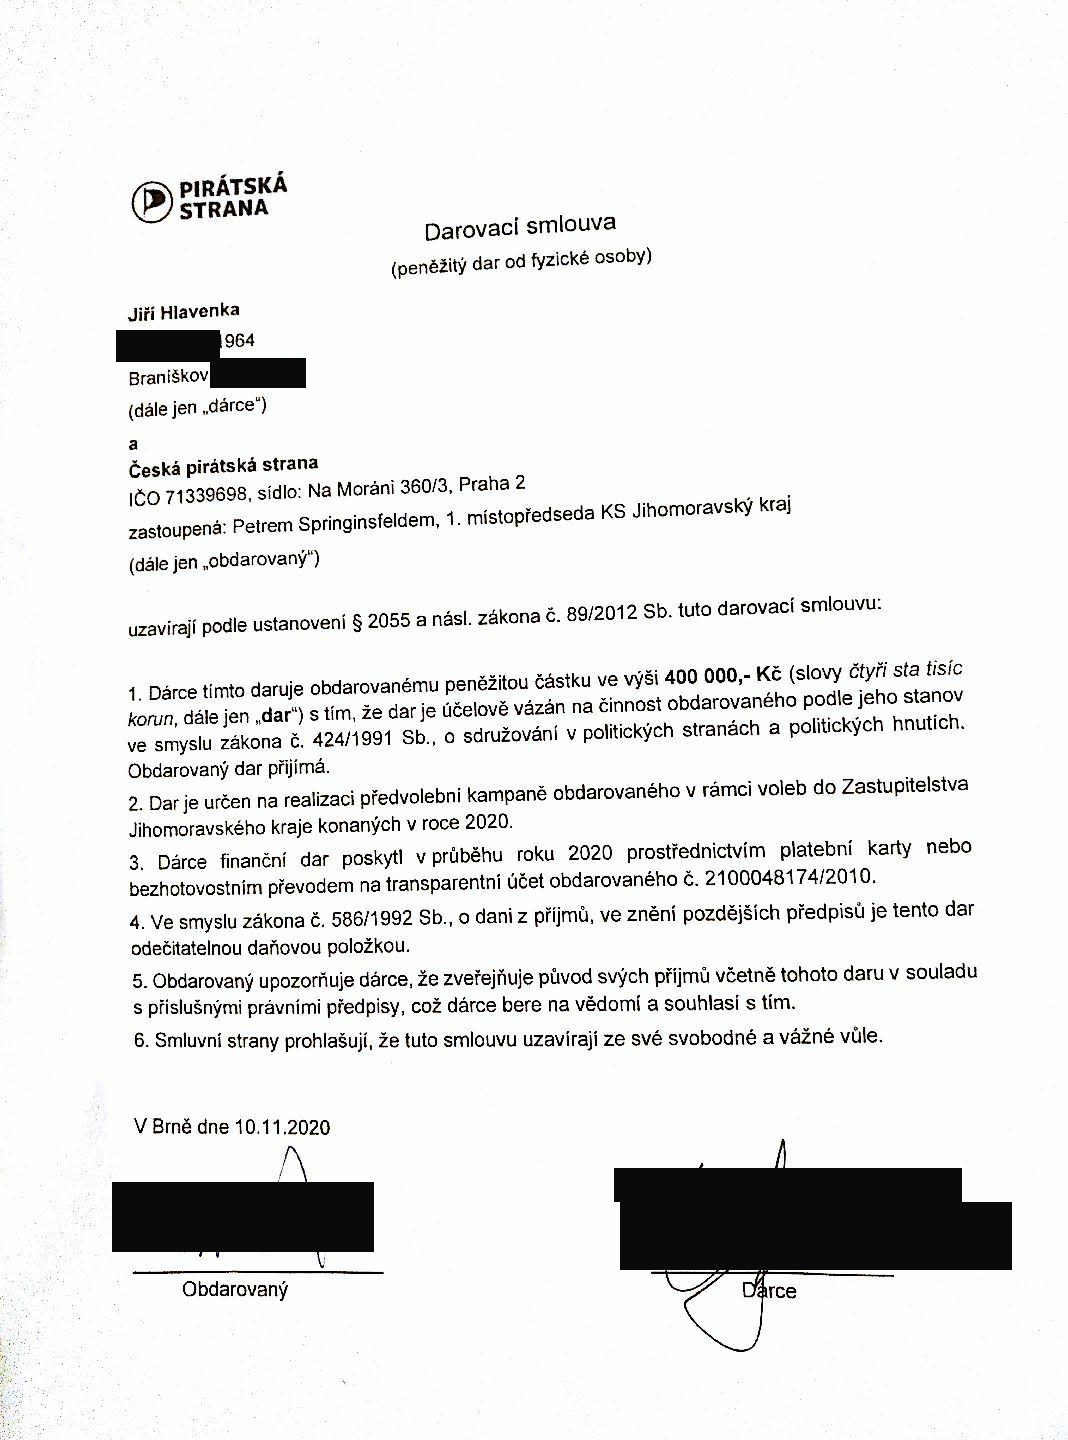 PIRÁTSKÁ
STRANA
Darovací smlouva
(peněžitý dar od fyzické osoby)
Jiří Hlavenka
1964
Braníškov
(dále jen „dárce“)
a
Česká pirátská strana
IČO 71339698, sídlo: Na Moráni 360/3, Praha 2
zastoupená: Petrem Springinsfeldem, 1. místopředseda KS Jihomoravský kraj
(dále jen „obdarovaný“)
uzavírají podle ustanovení § 2055 a násl. zákona č. 89/2012 Sb. tuto darovací smlouvu:
1. Dárce tímto daruje obdarovanému peněžitou částku ve výši 400 000,- Kč (slovy čtyři sta tisíc
korun, dále jen „dar“) s tím, že dar je účelově vázán na činnost obdarovaného podle jeho stanov
ve smyslu zákona č. 424/1991 Sb., o sdružování v politických stranách a politických hnutích.
Obdarovaný dar přijímá.
2. Dar je určen na realizaci předvolební kampaně obdarovaného v rámci voleb do Zastupitelstva
Jihomoravského kraje konaných v roce 2020.
3. Dárce finanční dar poskytl v průběhu roku 2020 prostřednictvím platební karty nebo
bezhotovostním převodem na transparentní účet obdarovaného č. 2100048174/2010.
4. Ve smyslu zákona č. 586/1992 Sb., o dani z příjmů, ve znění pozdějších předpisů je tento dar
odečitatelnou daňovou položkou.
5. Obdarovaný upozorňuje dárce, že zveřejňuje původ svých příjmů včetně tohoto daru v souladu
s příslušnými právními předpisy, což dárce bere na vědomí a souhlasí s tím.
6. Smluvní strany prohlašují, že tuto smlouvu uzavírají ze své svobodné a vážné vůle.
V Brně dne 10.11.2020
Obdarovaný
Dárce